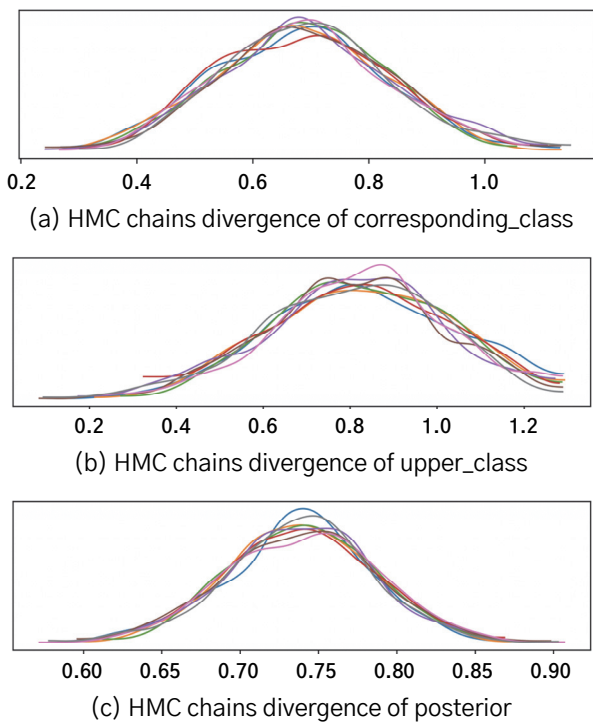 0.2 0.4 0.6 0.8 1.0
(a) HMC chains divergence of corresponding_class
0.2 0.4 0.6 0.8 1.0 1.2
(b) HMC chains divergence of upper_class
0.60 0.65 0.70 0.75 0.80 0.85 0.90
(c) HMC chains divergence of posterior